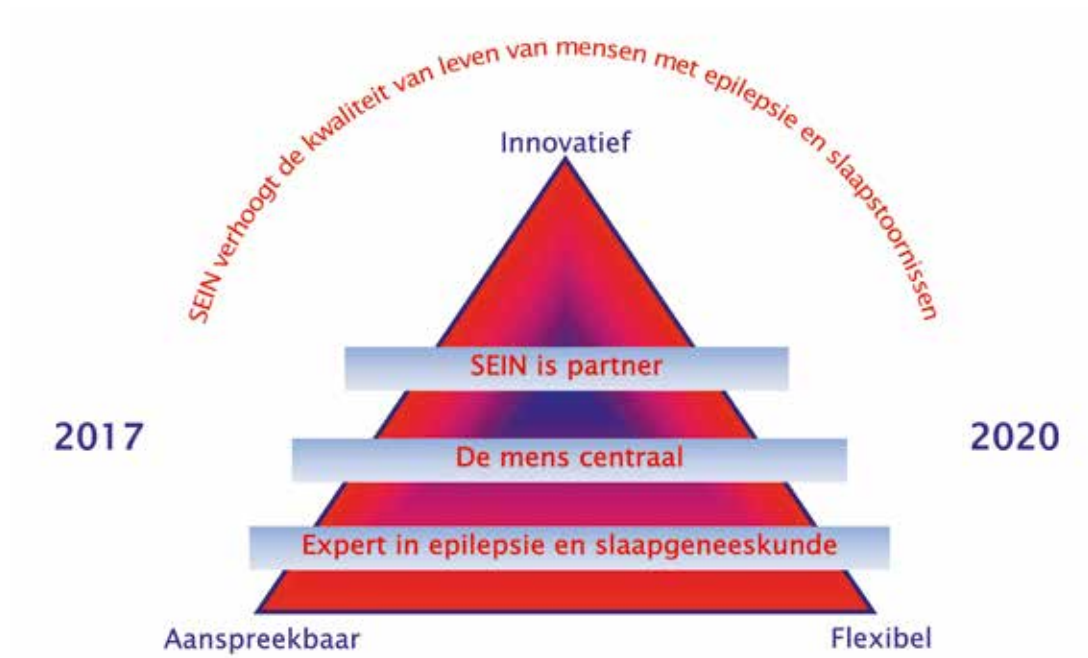 SEIN verhoogt de kwaliteit van leven van mensen met epilepsie en slaapstoornissen
Innovatief
SEIN is partner
2017
2020
De mens centraal
Expert in epilepsie en slaapgeneeskunde
Aanspreekbaar
Flexibel